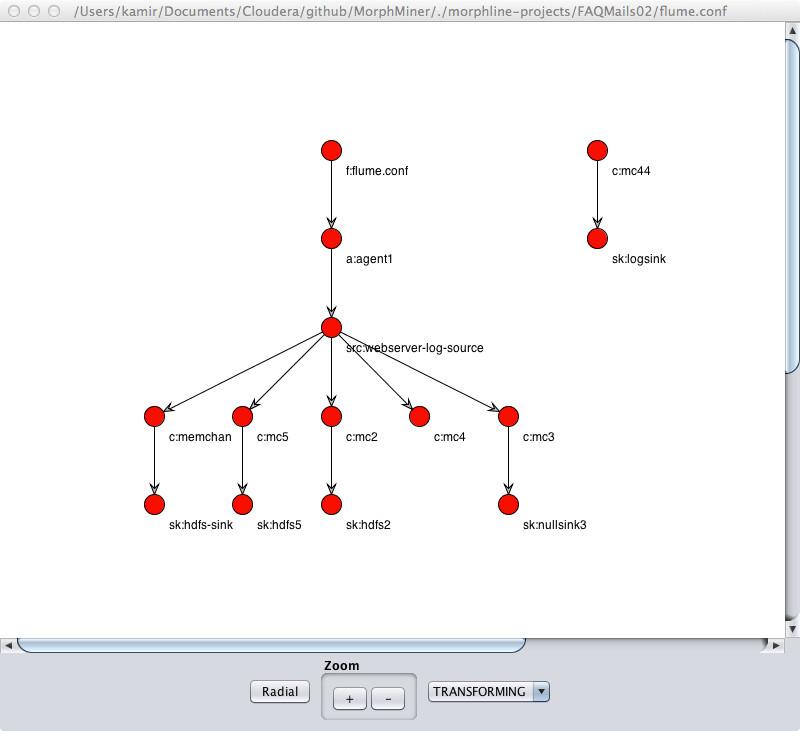 /Users/kamir/Documents/Cloudera/github/MorphMiner/./morphline-projects/FAQMails02/flume.conf
f:flume.conf
c:mc44
a:agent1
sk:logsink
src:webserver-log-source
c:memchan
c:mc5
c:mc2
c:mc4
c:mc3
sk:hdfs-sink
sk:hdfs5
sk:hdfs2
sk:nullsink3
Zoom
Radial
+
-
TRANSFORMING